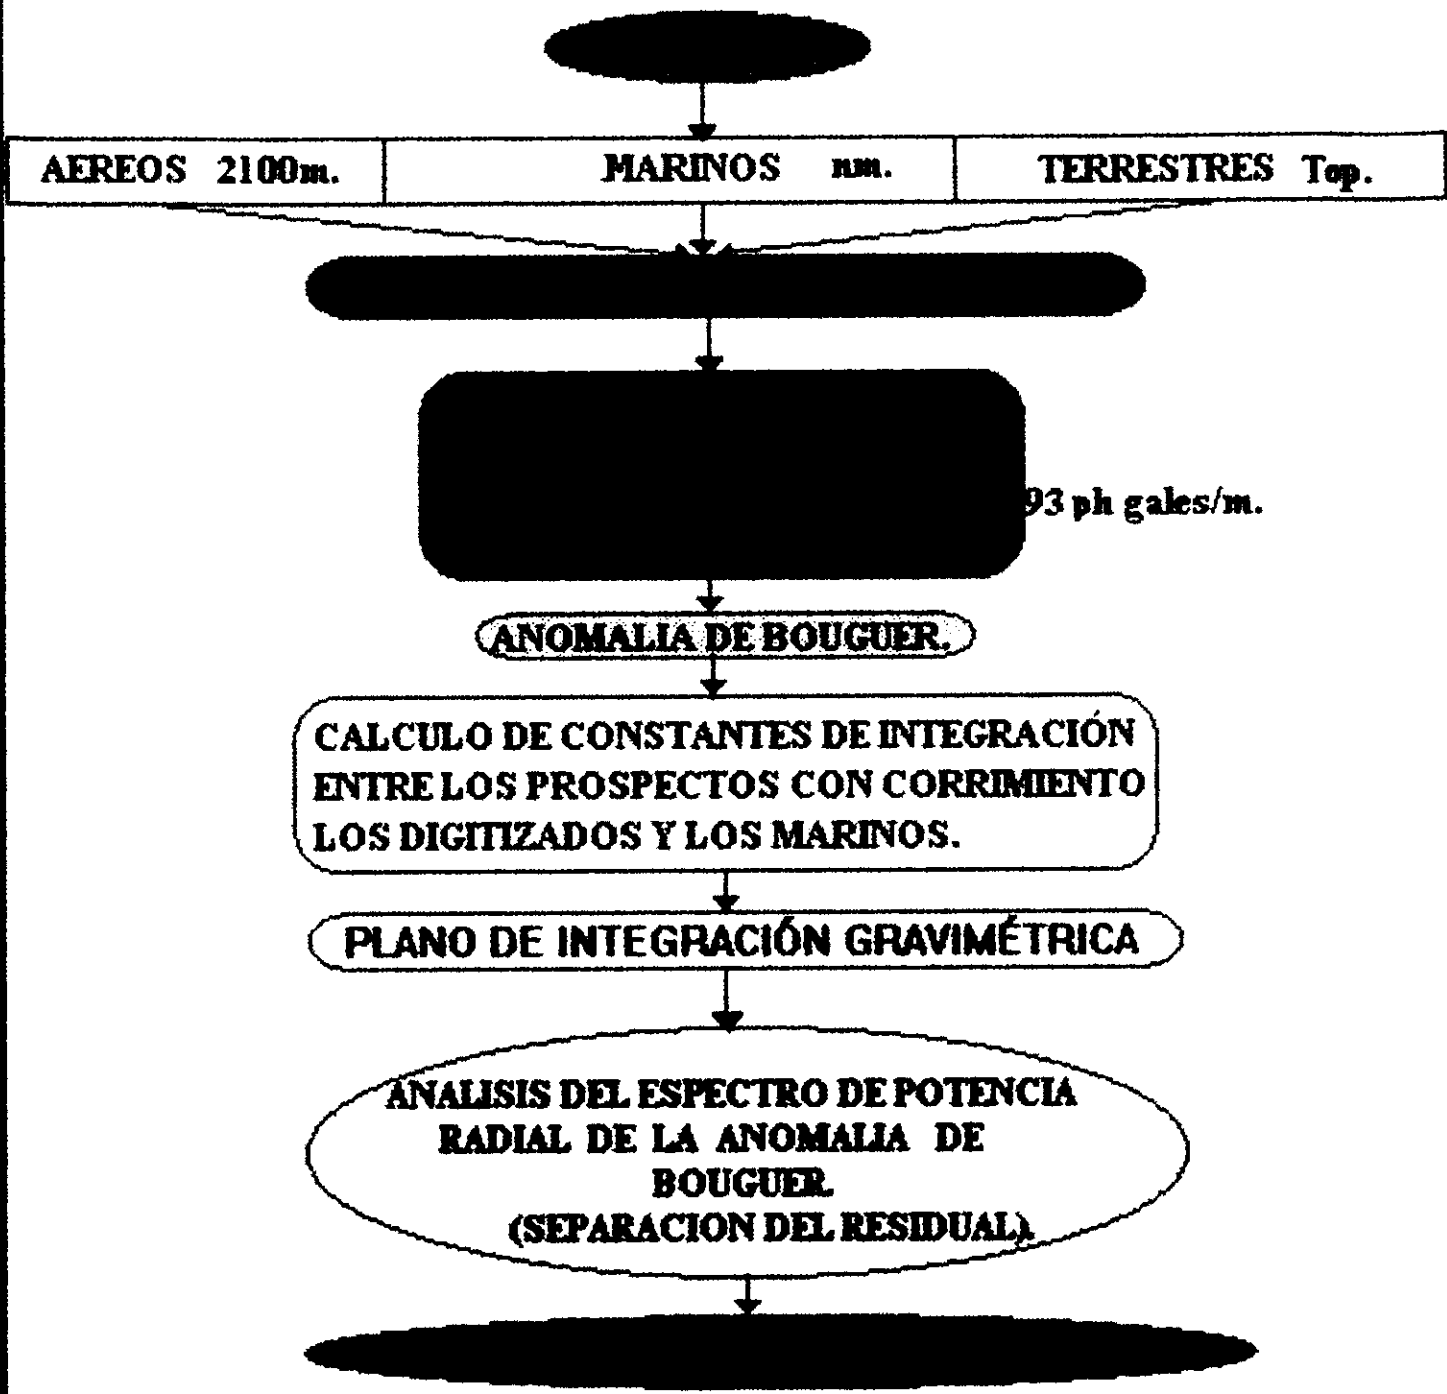 AEREOS 2100m.
MARINOS nm.
TERRESTRES Top.
93 ph gales/m.
ANOMALIA DE BOUGUER.
CALCULO DE CONSTANTES DE INTEGRACIÓN
ENTRE LOS PROSPECTOS CON CORRIMIENTO
LOS DIGITIZADOS Y LOS MARINOS.
PLANO DE INTEGRACIÓN GRAVIMÉTRICA
ANALISIS DEL ESPECTRO DE POTENCIA
RADIAL DE LA ANOMALIA DE
BOUGUER.
(SEPARACION DEL RESIDUAL).